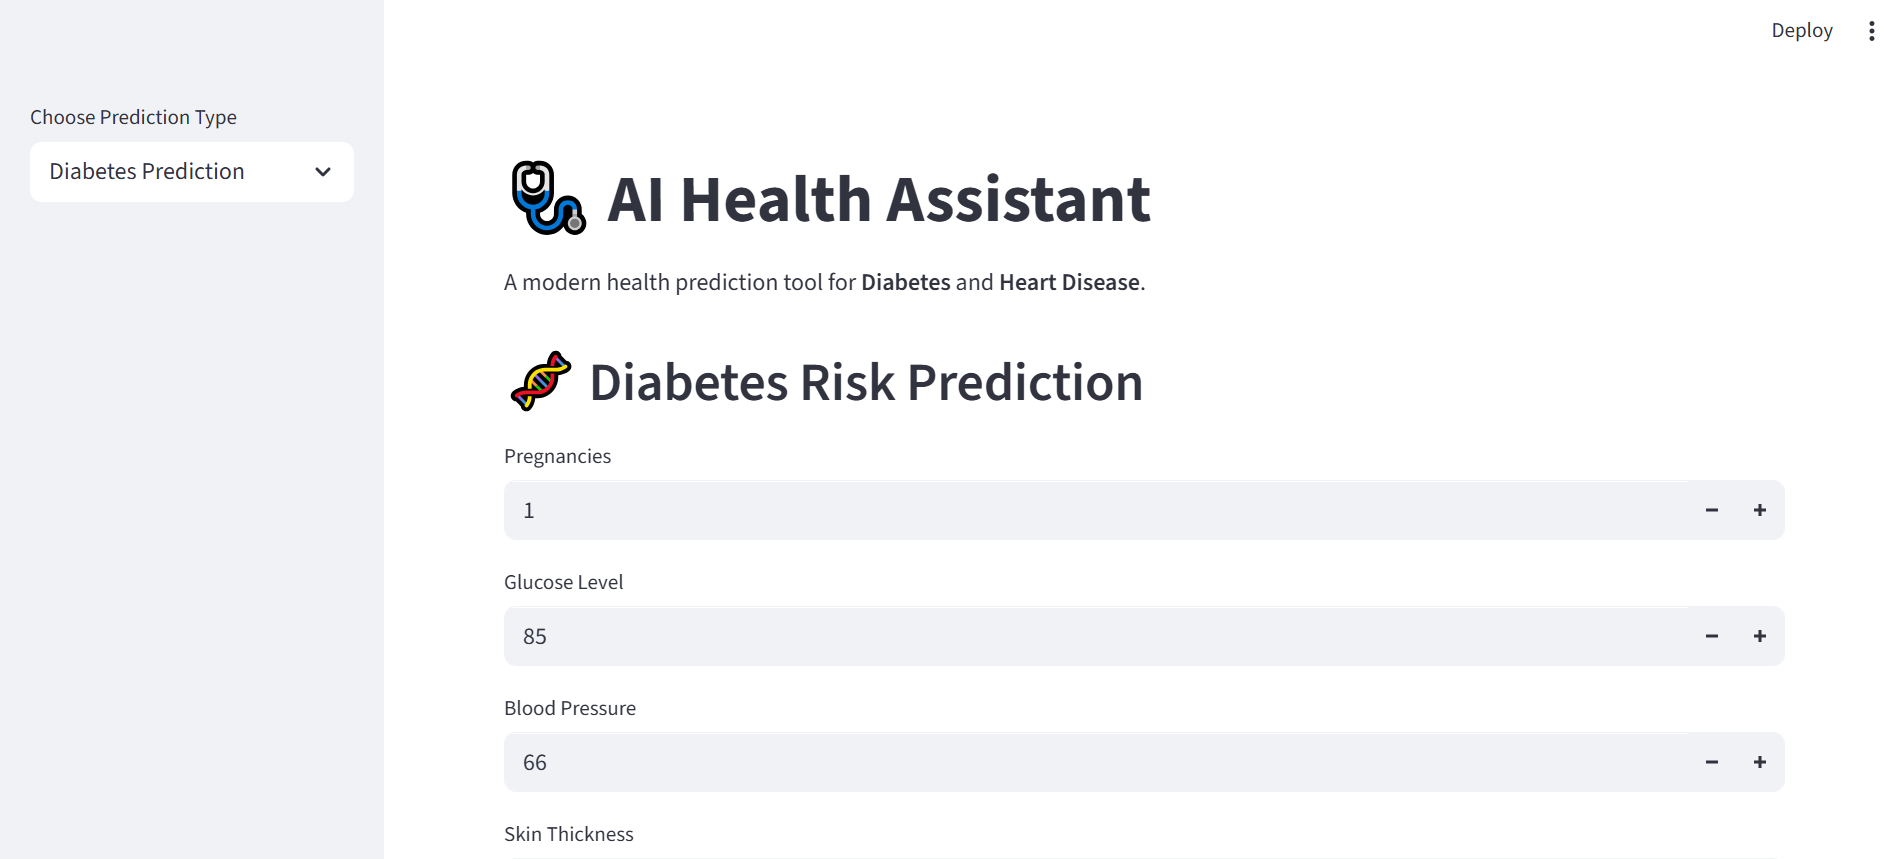 Deploy
Choose Prediction Type
Diabetes Prediction
AI Health Assistant
A modern health prediction tool for Diabetes and Heart Disease.
Diabetes Risk Prediction
Pregnancies
1
Glucose Level
85
Blood Pressure
66
Skin Thickness